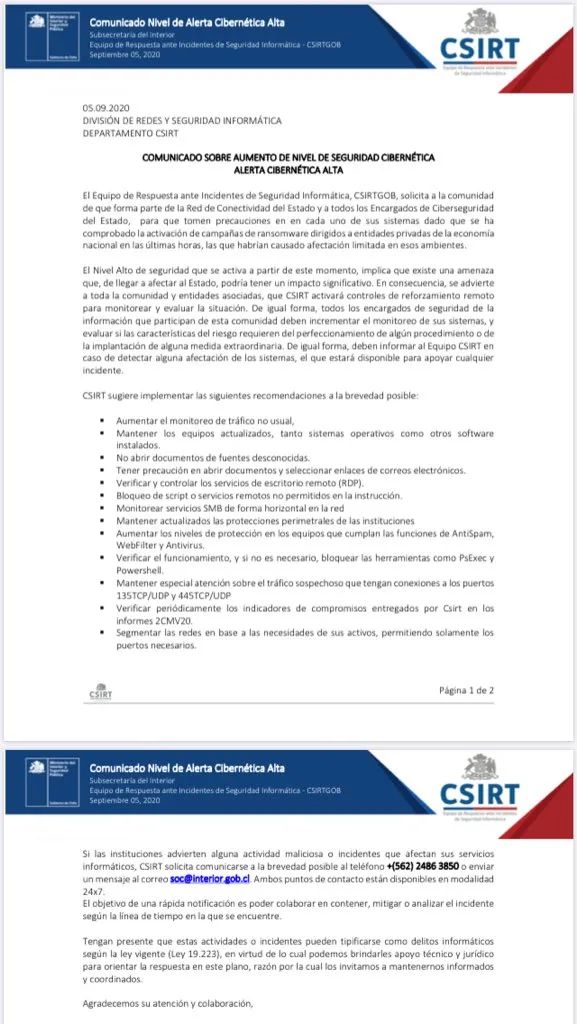 Ministerio del
Interior y
Seguridad
Pública
Gobierno de Chile
Comunicado Nivel de Alerta Cibernética Alta
Subsecretaría del Interior
Equipo de Respuesta ante Incidentes de Seguridad Informática - CSIRTGOB
Septiembre 05, 2020
CSIRT
Equipo de Respuesta ante Incidentes
de Seguridad Informática
05.09.2020
DIVISIÓN DE REDES Y SEGURIDAD INFORMÁTICA
DEPARTAMENTO CSIRT
COMUNICADO SOBRE AUMENTO DE NIVEL DE SEGURIDAD CIBERNÉTICA
ALERTA CIBERNÉTICA ALTA
El Equipo de Respuesta ante Incidentes de Seguridad Informática, CSIRTGOB, solicita a la comunidad
de que forma parte de la Red de Conectividad del Estado y a todos los Encargados de Ciberseguridad
del Estado, para que tomen precauciones en en cada uno de sus sistemas dado que se ha
comprobado la activación de campañas de ransomware dirigidos a entidades privadas de la economía
nacional en las últimas horas, las que habrían causado afectación limitada en esos ambientes.
El Nivel Alto de seguridad que se activa a partir de este momento, implica que existe una amenaza
que, de llegar a afectar al Estado, podría tener un impacto significativo. En consecuencia, se advierte
a toda la comunidad y entidades asociadas, que CSIRT activará controles de reforzamiento remoto
para monitorear y evaluar la situación. De igual forma, todos los encargados de seguridad de la
información que participan de esta comunidad deben incrementar el monitoreo de sus sistemas, y
evaluar si las características del riesgo requieren del perfeccionamiento de algún procedimiento o de
la implantación de alguna medida extraordinaria. De igual forma, deben informar al Equipo CSIRT en
caso de detectar alguna afectación de los sistemas, el que estará disponible para apoyar cualquier
incidente.
CSIRT sugiere implementar las siguientes recomendaciones a la brevedad posible:
▪ Aumentar el monitoreo de tráfico no usual,
▪ Mantener los equipos actualizados, tanto sistemas operativos como otros software
instalados.
▪ No abrir documentos de fuentes desconocidas.
▪ Tener precaución en abrir documentos y seleccionar enlaces de correos electrónicos.
▪ Verificar y controlar los servicios de escritorio remoto (RDP).
▪ Bloqueo de script o servicios remotos no permitidos en la instrucción.
▪ Monitorear servicios SMB de forma horizontal en la red
▪ Mantener actualizados las protecciones perimetrales de las instituciones
▪ Aumentar los niveles de protección en los equipos que cumplan las funciones de AntiSpam,
WebFilter y Antivirus.
▪ Verificar el funcionamiento, y si no es necesario, bloquear las herramientas como PsExec y
Powershell.
▪ Mantener especial atención sobre el tráfico sospechoso que tengan conexiones a los puertos
135TCP/UDP y 445TCP/UDP
▪ Verificar periódicamente los indicadores de compromisos entregados por Csirt en los
informes 2CMV20.
▪ Segmentar las redes en base a las necesidades de sus activos, permitiendo solamente los
puertos necesarios.
CSIRT
Página 1 de 2
Ministerio del
Interior y
Seguridad
Pública
Gobierno de Chile
Comunicado Nivel de Alerta Cibernética Alta
Subsecretaría del Interior
Equipo de Respuesta ante Incidentes de Seguridad Informática - CSIRTGOB
Septiembre 05, 2020
CSIRT
Equipo de Respuesta ante Incidentes
de Seguridad Informática
Si las instituciones advierten alguna actividad maliciosa o incidentes que afectan sus servicios
informáticos, CSIRT solicita comunicarse a la brevedad posible al teléfono +(562) 2486 3850 o enviar
un mensaje al correo soc@interior.gob.cl. Ambos puntos de contacto están disponibles en modalidad
24x7.
El objetivo de una rápida notificación es poder colaborar en contener, mitigar o analizar el incidente
según la línea de tiempo en la que se encuentre.
Tengan presente que estas actividades o incidentes pueden tipificarse como delitos informáticos
según la ley vigente (Ley 19.223), en virtud de lo cual podemos brindarles apoyo técnico y jurídico
para orientar la respuesta en este plano, razón por la cual los invitamos a mantenernos informados
y coordinados.
Agradecemos su atención y colaboración,